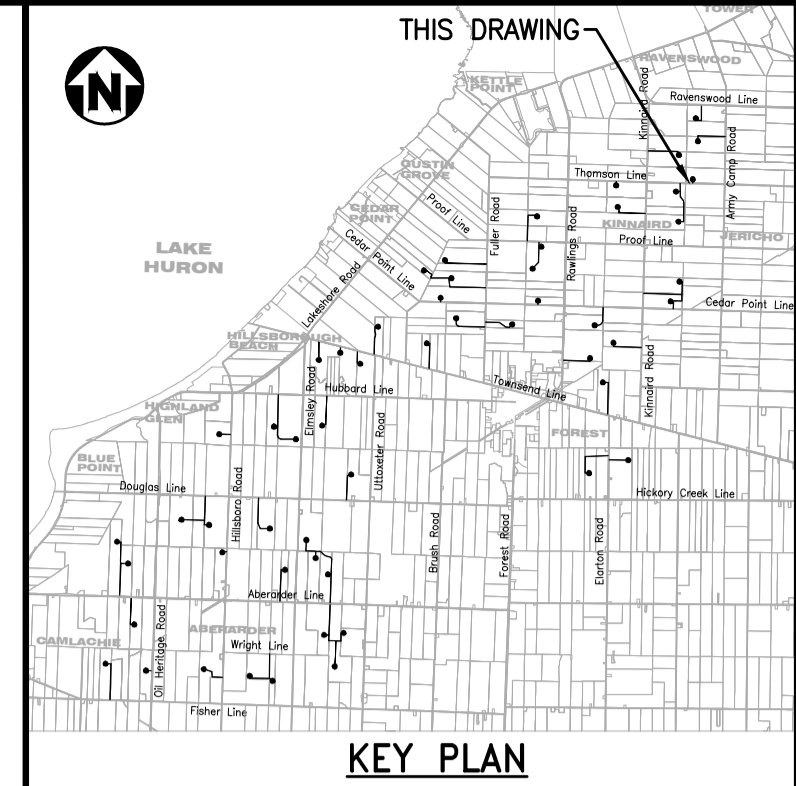 TOWER
THIS DRAWING
N
RAVENSWOOD
KETTLE
POINT
Ravenswood Line
Kinnaird Road
Army Camp Road
GUSTIN
GROVE
Thomson Line
Proof Line
CEDAR
POINT
Fuller Road
Rawlings Road
KINNAIRD
Proof Line
JERICHO
LAKE
HURON
Cedar Point Line
Lakeshore Road
Cedar Point Line
HILLSBOROUGH
BEACH
Kinnaird Road
Elmsley Road
Hubbard Line
Townsend Line
HIGHLAND
GLEN
Uttoxeter Road
FOREST
BLUE
POINT
Douglas Line
Hillsboro Road
Hickory Creek Line
Brush Road
Forest Road
Elarton Road
Aberarder Line
Oil Heritage Road
ABERARDER
CAMLACHIE
Wright Line
Fisher Line
KEY PLAN